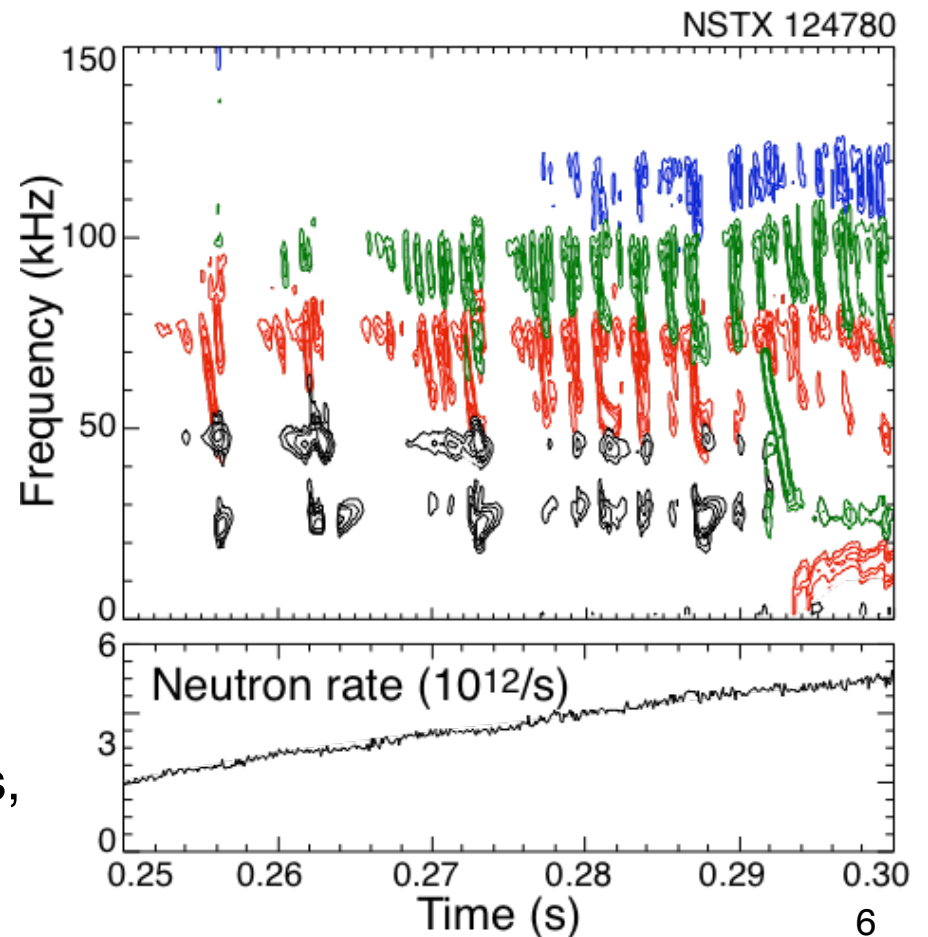 NSTX 124780
150
100
50
0
Frequency (kHz)
6
3
0
Neutron rate (10¹²/s)
s,
0.25 0.26 0.27 0.28 0.29 0.30
Time (s)
6